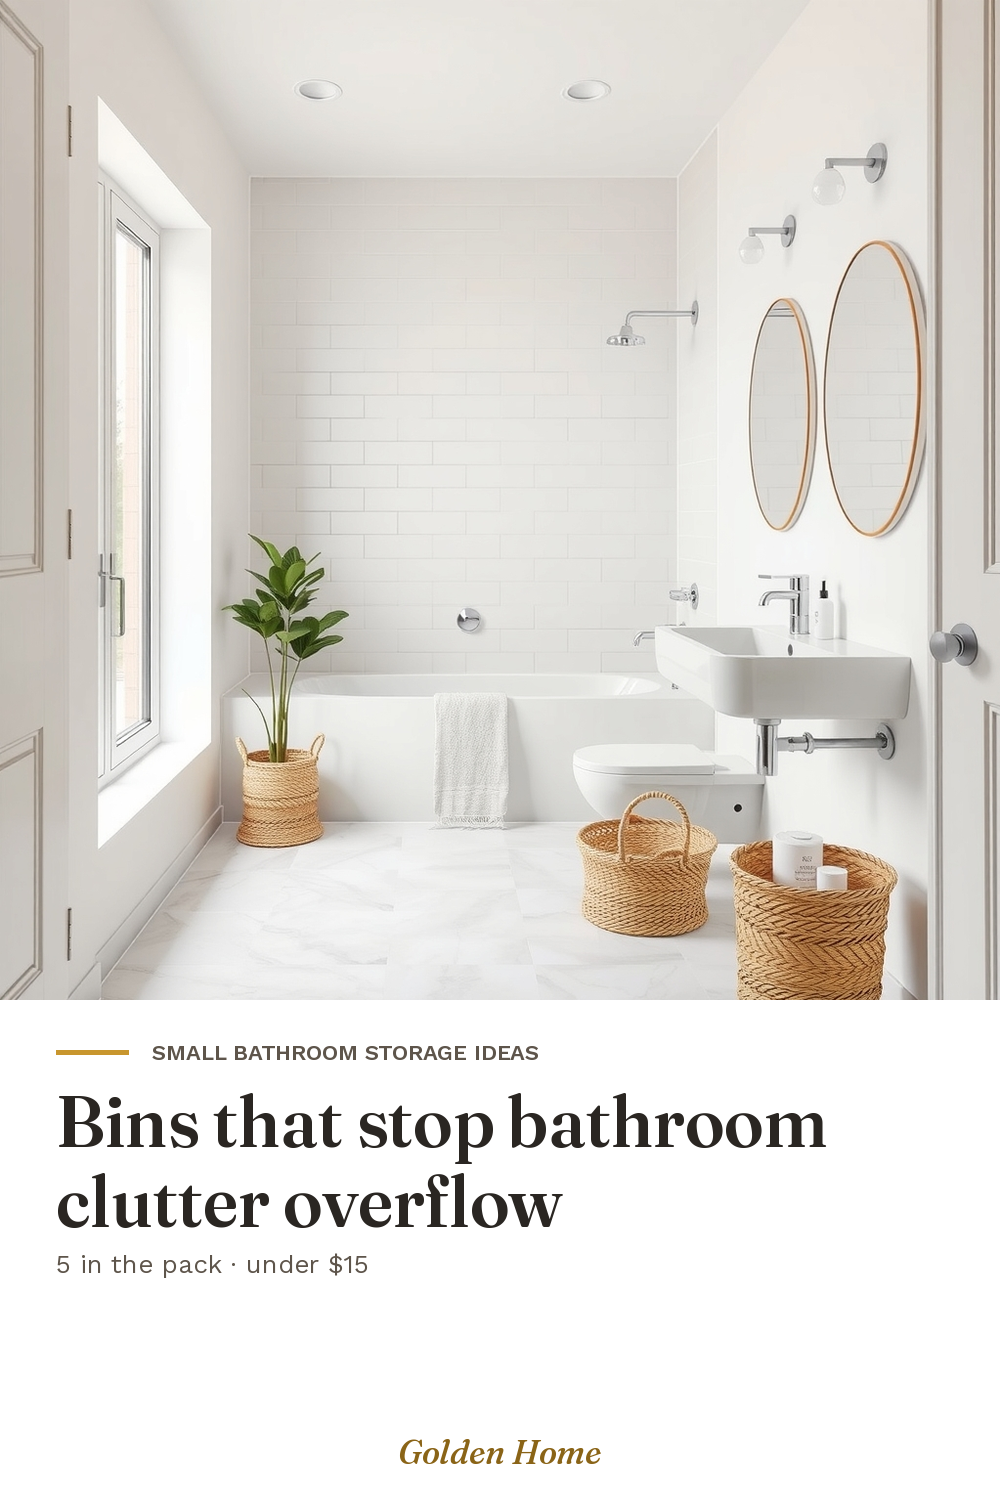 SMALL BATHROOM STORAGE IDEAS
Bins that stop bathroom
clutter overflow
5 in the pack · under $15
Golden Home